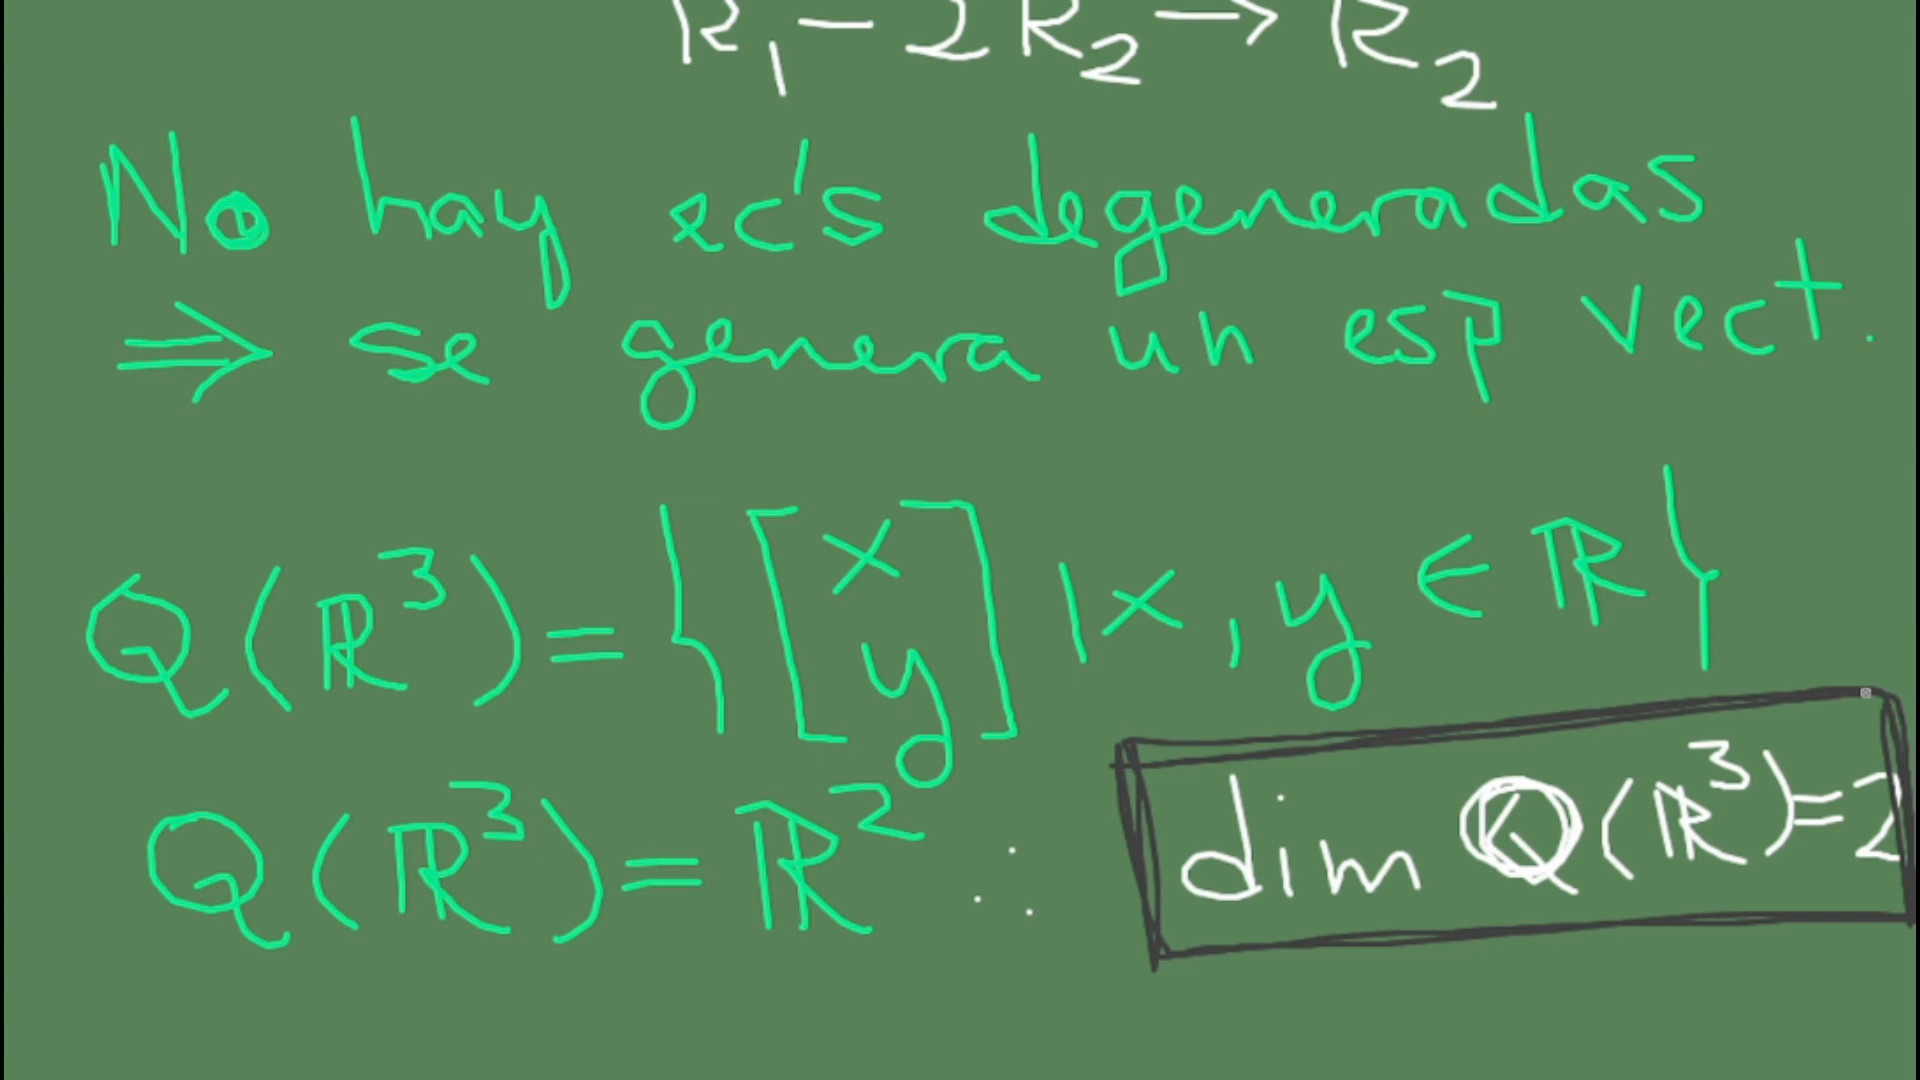 R₁ − 2R₂ → R₂
No hay ec's degeneradas
⇒ se genera un esp vect.
Q(ℝ³) = { [x y] | x, y ∈ ℝ }
Q(ℝ³) = ℝ² ∴ dim Q(ℝ³) = 2